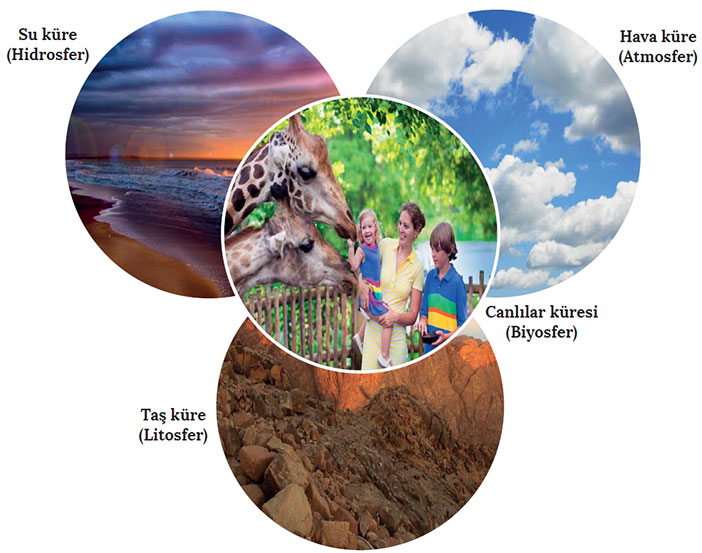 Su küre
(Hidrosfer)
Hava küre
(Atmosfer)
Canlılar küresi
(Biyosfer)
Taş küre
(Litosfer)